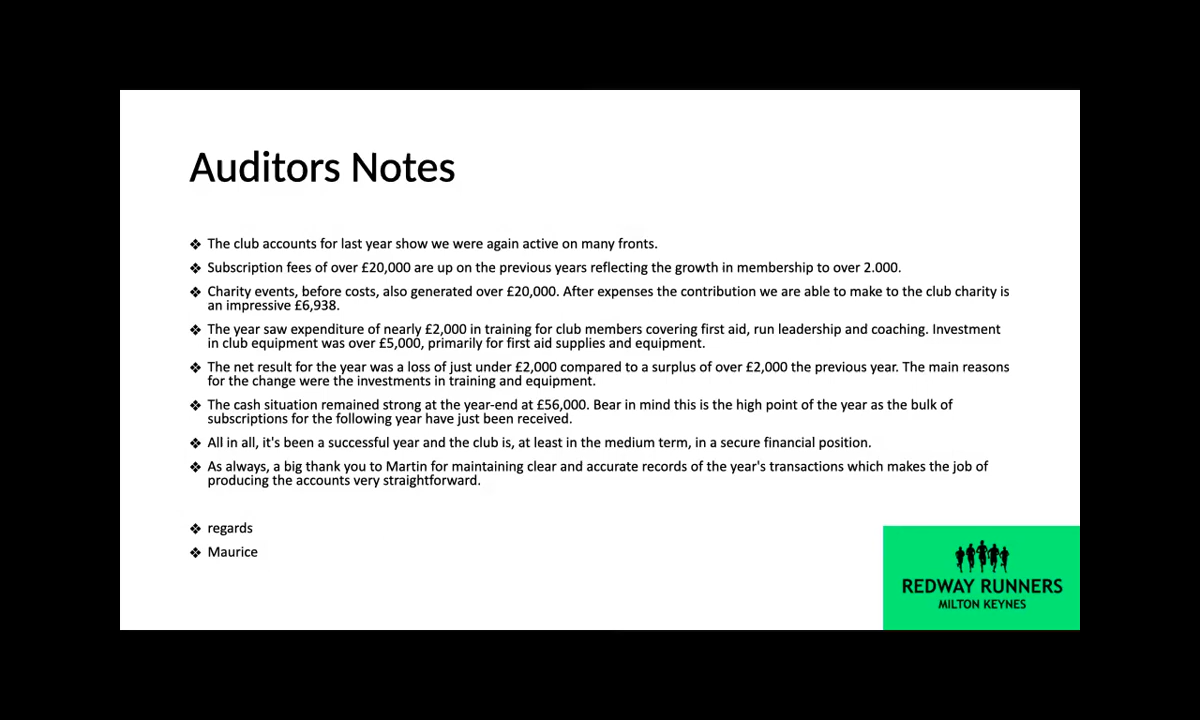 Auditors Notes
❖ The club accounts for last year show we were again active on many fronts.
❖ Subscription fees of over £20,000 are up on the previous years reflecting the growth in membership to over 2.000.
❖ Charity events, before costs, also generated over £20,000. After expenses the contribution we are able to make to the club charity is
an impressive £6,938.
❖ The year saw expenditure of nearly £2,000 in training for club members covering first aid, run leadership and coaching. Investment
in club equipment was over £5,000, primarily for first aid supplies and equipment.
❖ The net result for the year was a loss of just under £2,000 compared to a surplus of over £2,000 the previous year. The main reasons
for the change were the investments in training and equipment.
❖ The cash situation remained strong at the year-end at £56,000. Bear in mind this is the high point of the year as the bulk of
subscriptions for the following year have just been received.
❖ All in all, it's been a successful year and the club is, at least in the medium term, in a secure financial position.
❖ As always, a big thank you to Martin for maintaining clear and accurate records of the year's transactions which makes the job of
producing the accounts very straightforward.
❖ regards
❖ Maurice
REDWAY RUNNERS
MILTON KEYNES